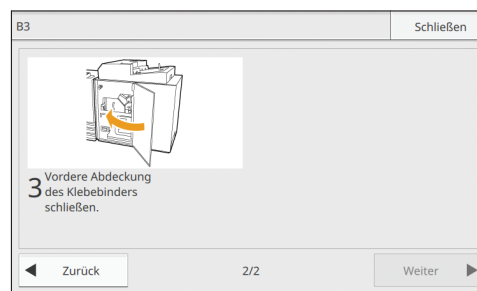 B3
Schließen
3 Vordere Abdeckung
des Klebebinders
schließen.
Zurück
2/2
Weiter